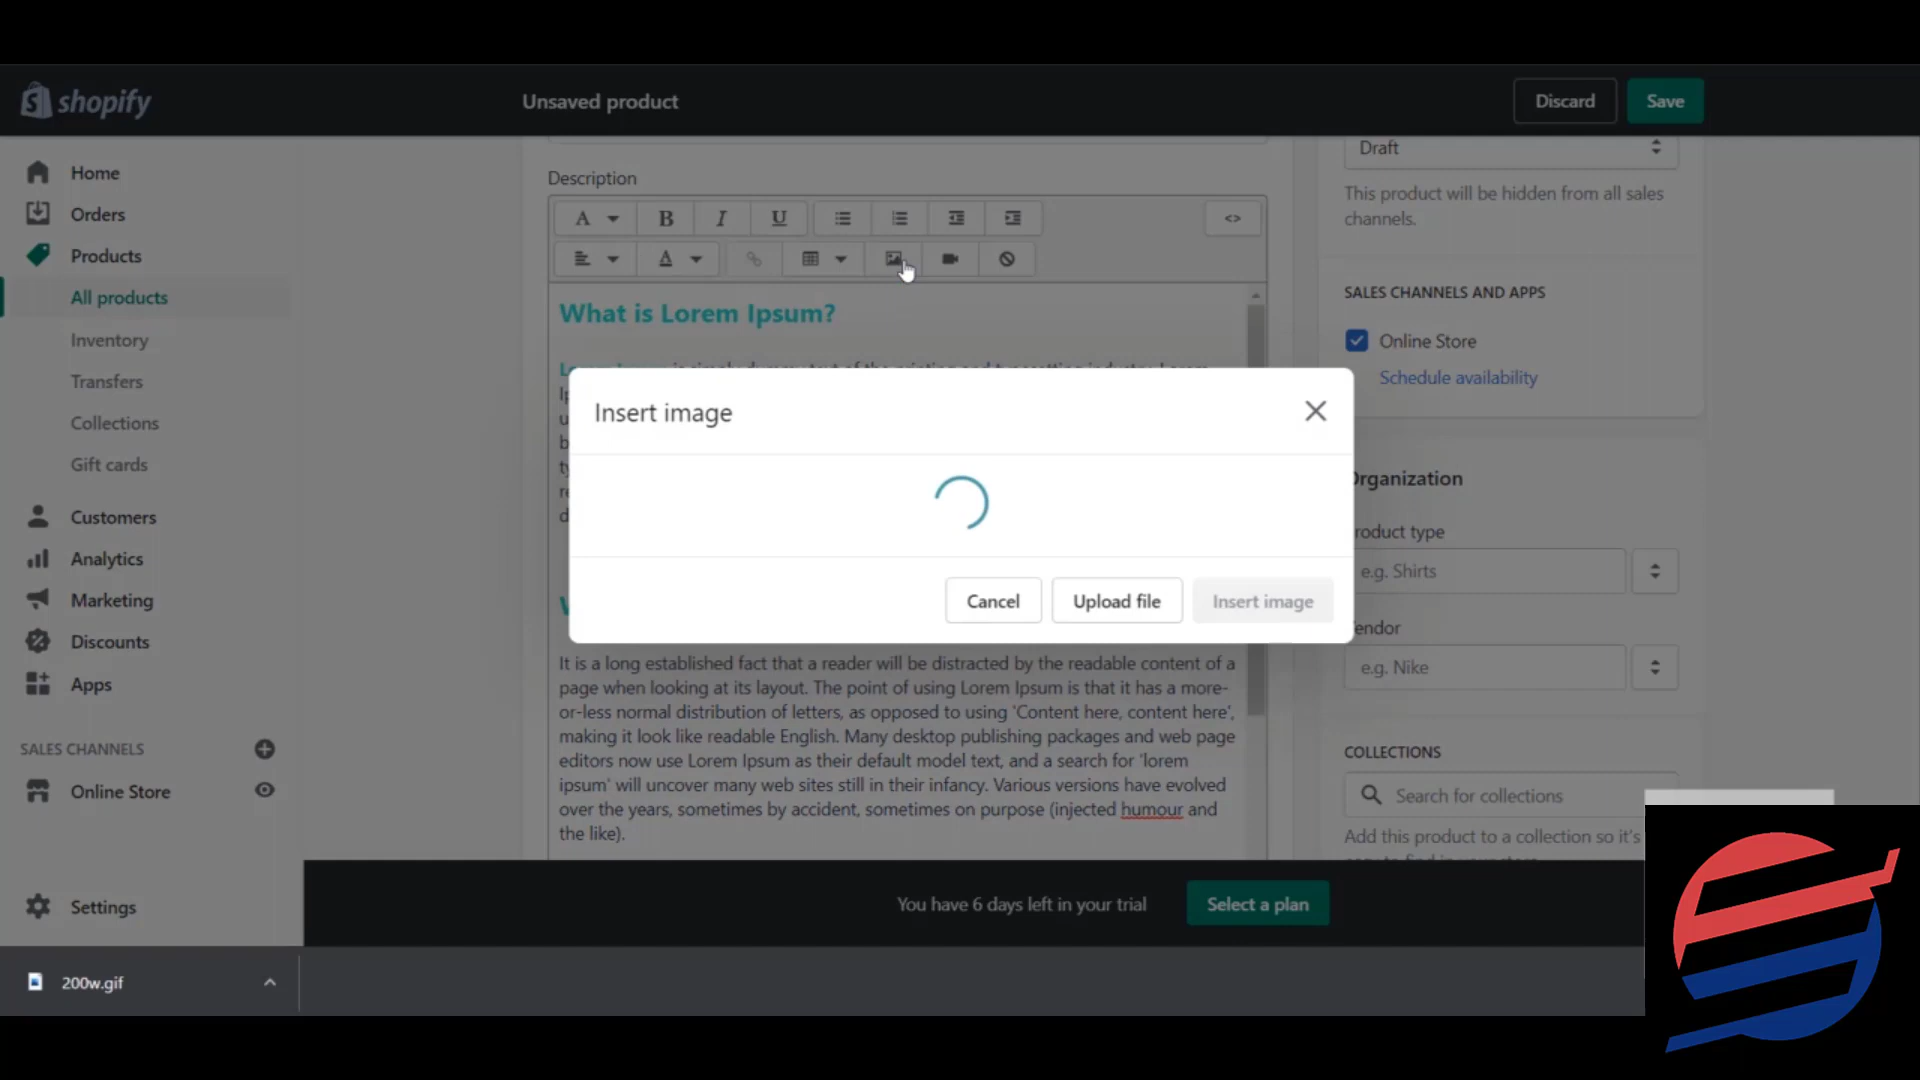 shopify
Unsaved product
Discard
Save
Home
Orders
Products
All products
Inventory
Transfers
Collections
Gift cards
Customers
Analytics
Marketing
Discounts
Apps
SALES CHANNELS
Online Store
Settings
Description
A
B
I
U
<>
A
What is Lorem Ipsum?
Insert image
Cancel
Upload file
Insert image
It is a long established fact that a reader will be distracted by the readable content of a
page when looking at its layout. The point of using Lorem Ipsum is that it has a more-
or-less normal distribution of letters, as opposed to using 'Content here, content here',
making it look like readable English. Many desktop publishing packages and web page
editors now use Lorem Ipsum as their default model text, and a search for 'lorem
ipsum' will uncover many web sites still in their infancy. Various versions have evolved
over the years, sometimes by accident, sometimes on purpose (injected humour and
the like).
Draft
This product will be hidden from all sales
channels.
SALES CHANNELS AND APPS
Online Store
Schedule availability
Organization
roduct type
e.g. Shirts
endor
e.g. Nike
COLLECTIONS
Search for collections
Add this product to a collection so it's
You have 6 days left in your trial
Select a plan
200w.gif